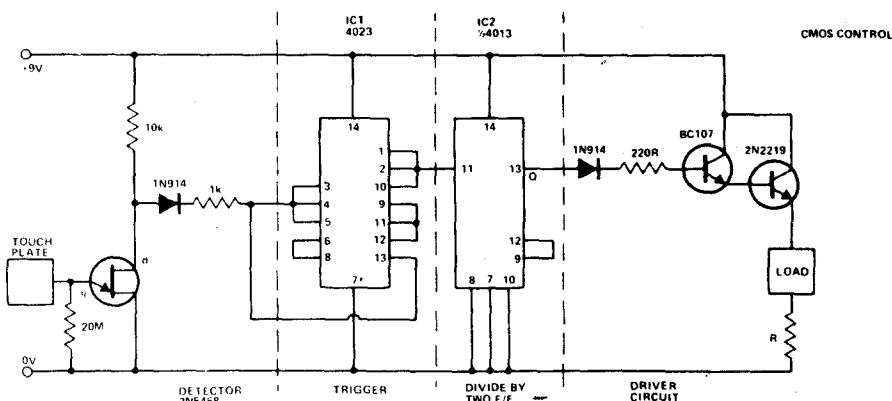 IC1
4023
IC2
½4013
CMOS CONTROL
+9V
14
14
BC107
2N2219
10k
1
2
10
3
4
5
9
11
12
6
8
13
7
1N914
1k
11
13
Q
1N914
220R
12
9
8
7
10
TOUCH
PLATE
d
20M
LOAD
R
0V
DETECTOR
TRIGGER
DIVIDE BY
TWO F/F
DRIVER
CIRCUIT